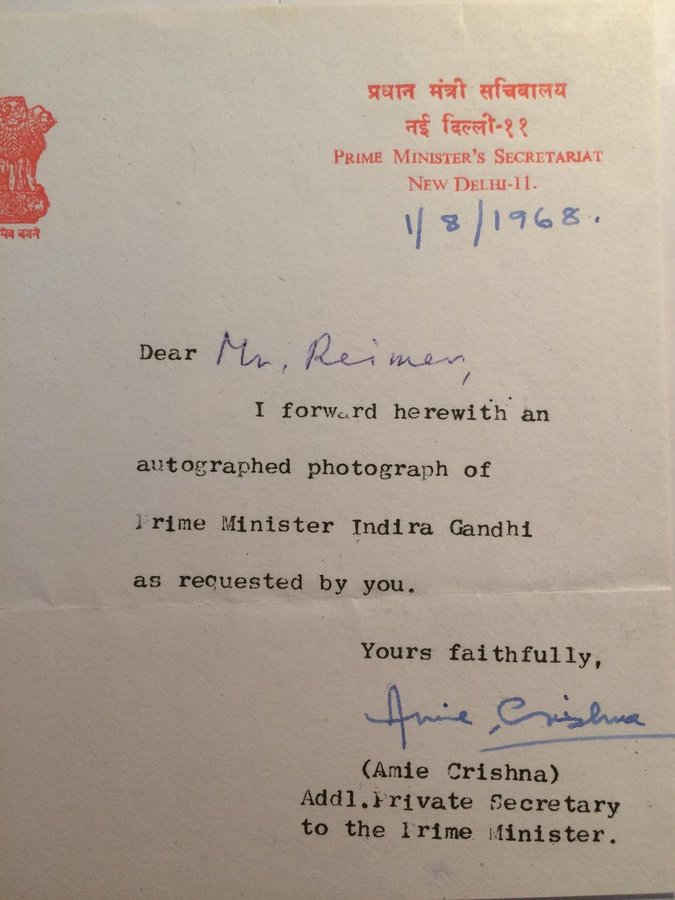 प्रधान मंत्री सचिवालय
नई दिल्ली-११
PRIME MINISTER'S SECRETARIAT
NEW DELHI-11.
1/8/1968.
मेव जयते
Dear Mr. Reimer,
I forward herewith an
autographed photograph of
Prime Minister Indira Gandhi
as requested by you.
Yours faithfully,
Amie Crishna
(Amie Crishna)
Addl.Private Secretary
to the Prime Minister.